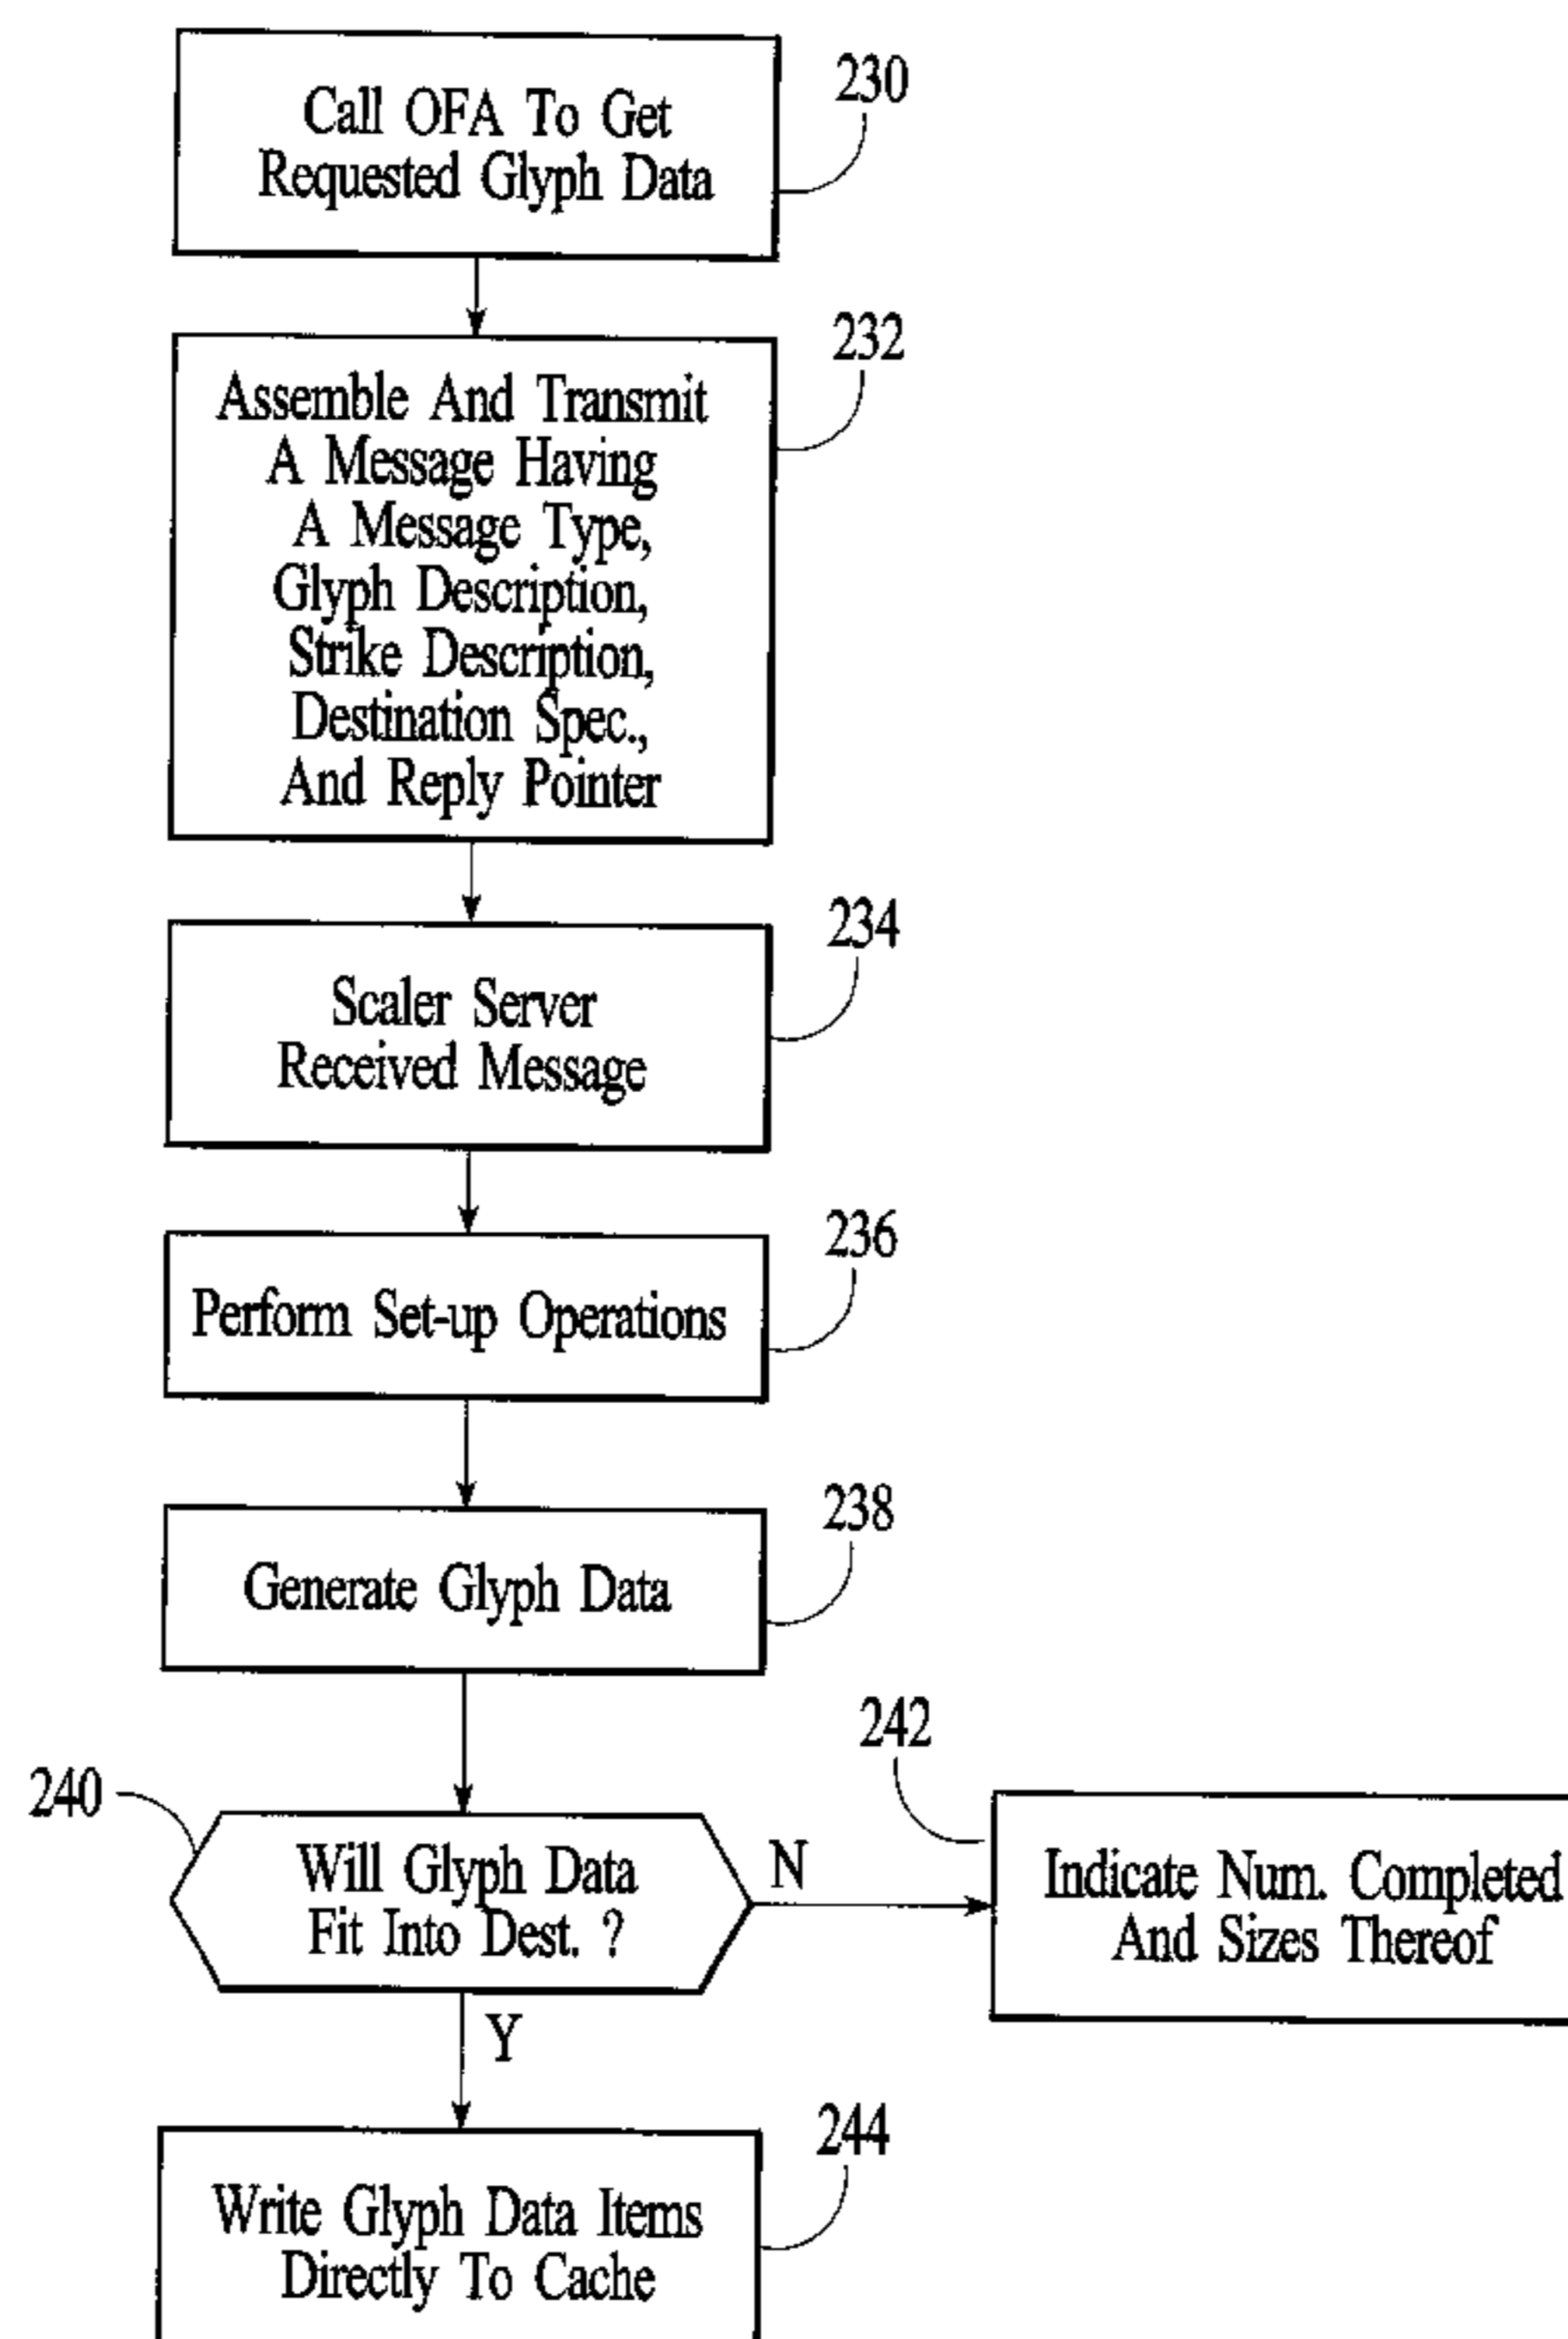 Call OFA To Get
Requested Glyph Data
230
Assemble And Transmit
A Message Having
A Message Type,
Glyph Description,
Strike Description,
Destination Spec.,
And Reply Pointer
232
Scaler Server
Received Message
234
Perform Set-up Operations
236
Generate Glyph Data
238
240
Will Glyph Data
Fit Into Dest. ?
N
242
Indicate Num. Completed
And Sizes Thereof
Y
Write Glyph Data Items
Directly To Cache
244